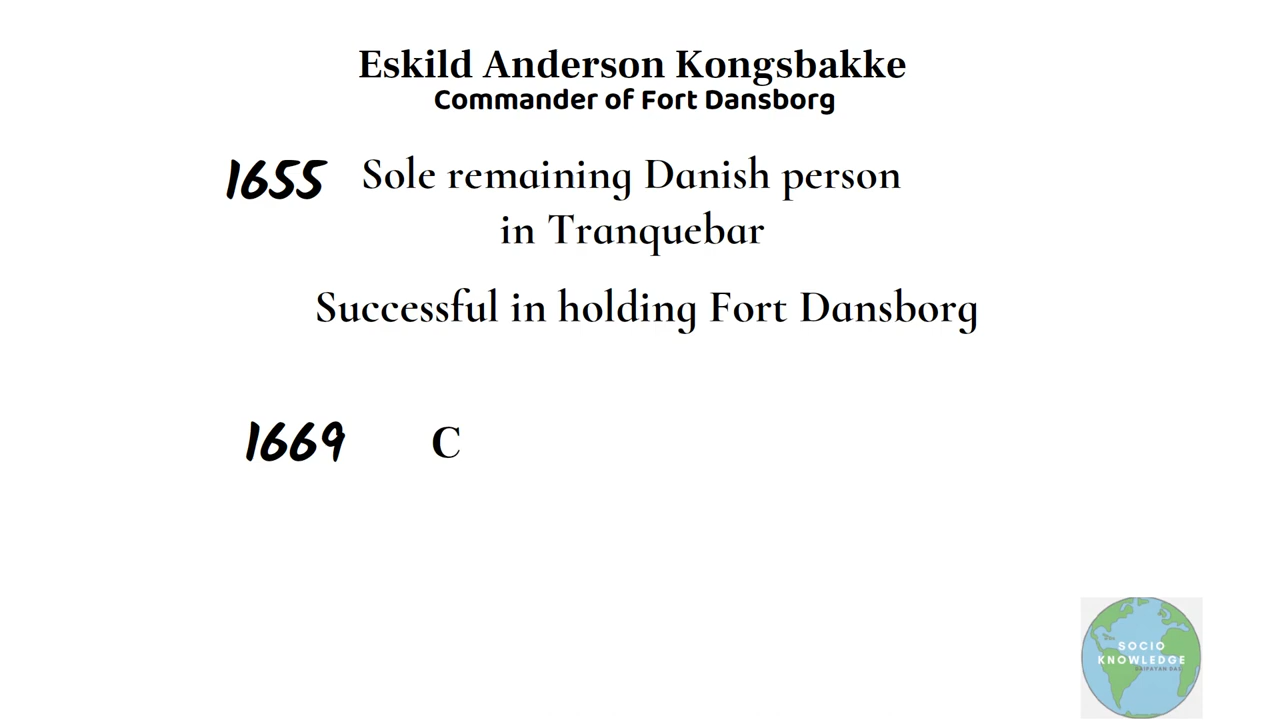 Eskild Anderson Kongsbakke
Commander of Fort Dansborg
1655 Sole remaining Danish person
in Tranquebar
Successful in holding Fort Dansborg
1669 C
SOCIO
KNOWLEDGE